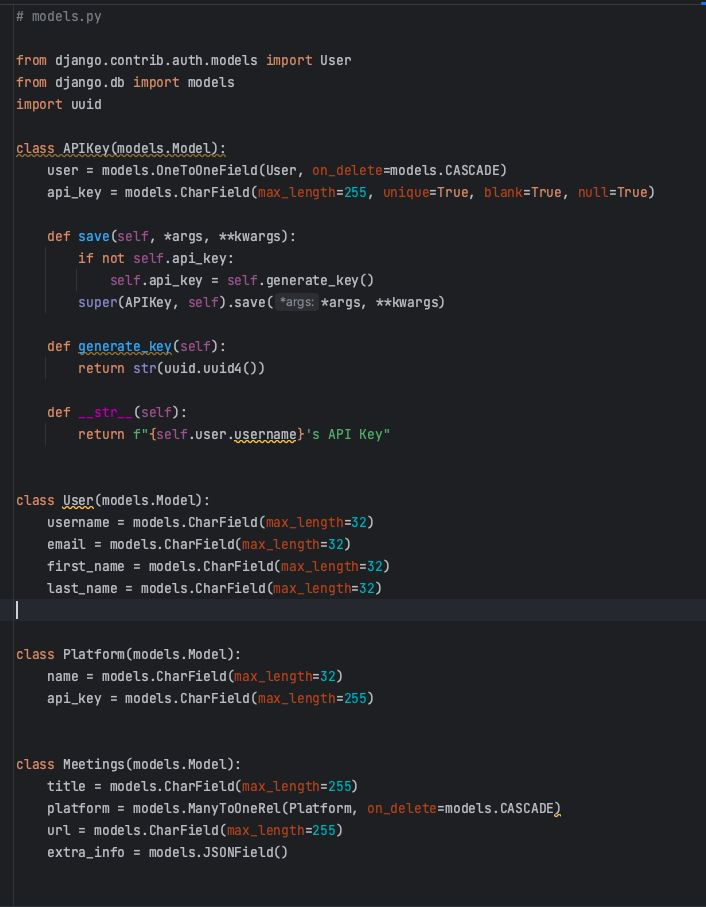 # models.py
from django.contrib.auth.models import User
from django.db import models
import uuid
class APIKey(models.Model):
user = models.OneToOneField(User, on_delete=models.CASCADE)
api_key = models.CharField(max_length=255, unique=True, blank=True, null=True)
def save(self, *args, **kwargs):
if not self.api_key:
self.api_key = self.generate_key()
super(APIKey, self).save( *args: *args, **kwargs)
def generate_key(self):
return str(uuid.uuid4())
def __str__(self):
return f"{self.user.username}'s API Key"
class User(models.Model):
username = models.CharField(max_length=32)
email = models.CharField(max_length=32)
first_name = models.CharField(max_length=32)
last_name = models.CharField(max_length=32)
class Platform(models.Model):
name = models.CharField(max_length=32)
api_key = models.CharField(max_length=255)
class Meetings(models.Model):
title = models.CharField(max_length=255)
platform = models.ManyToOneRel(Platform, on_delete=models.CASCADE)
url = models.CharField(max_length=255)
extra_info = models.JSONField()